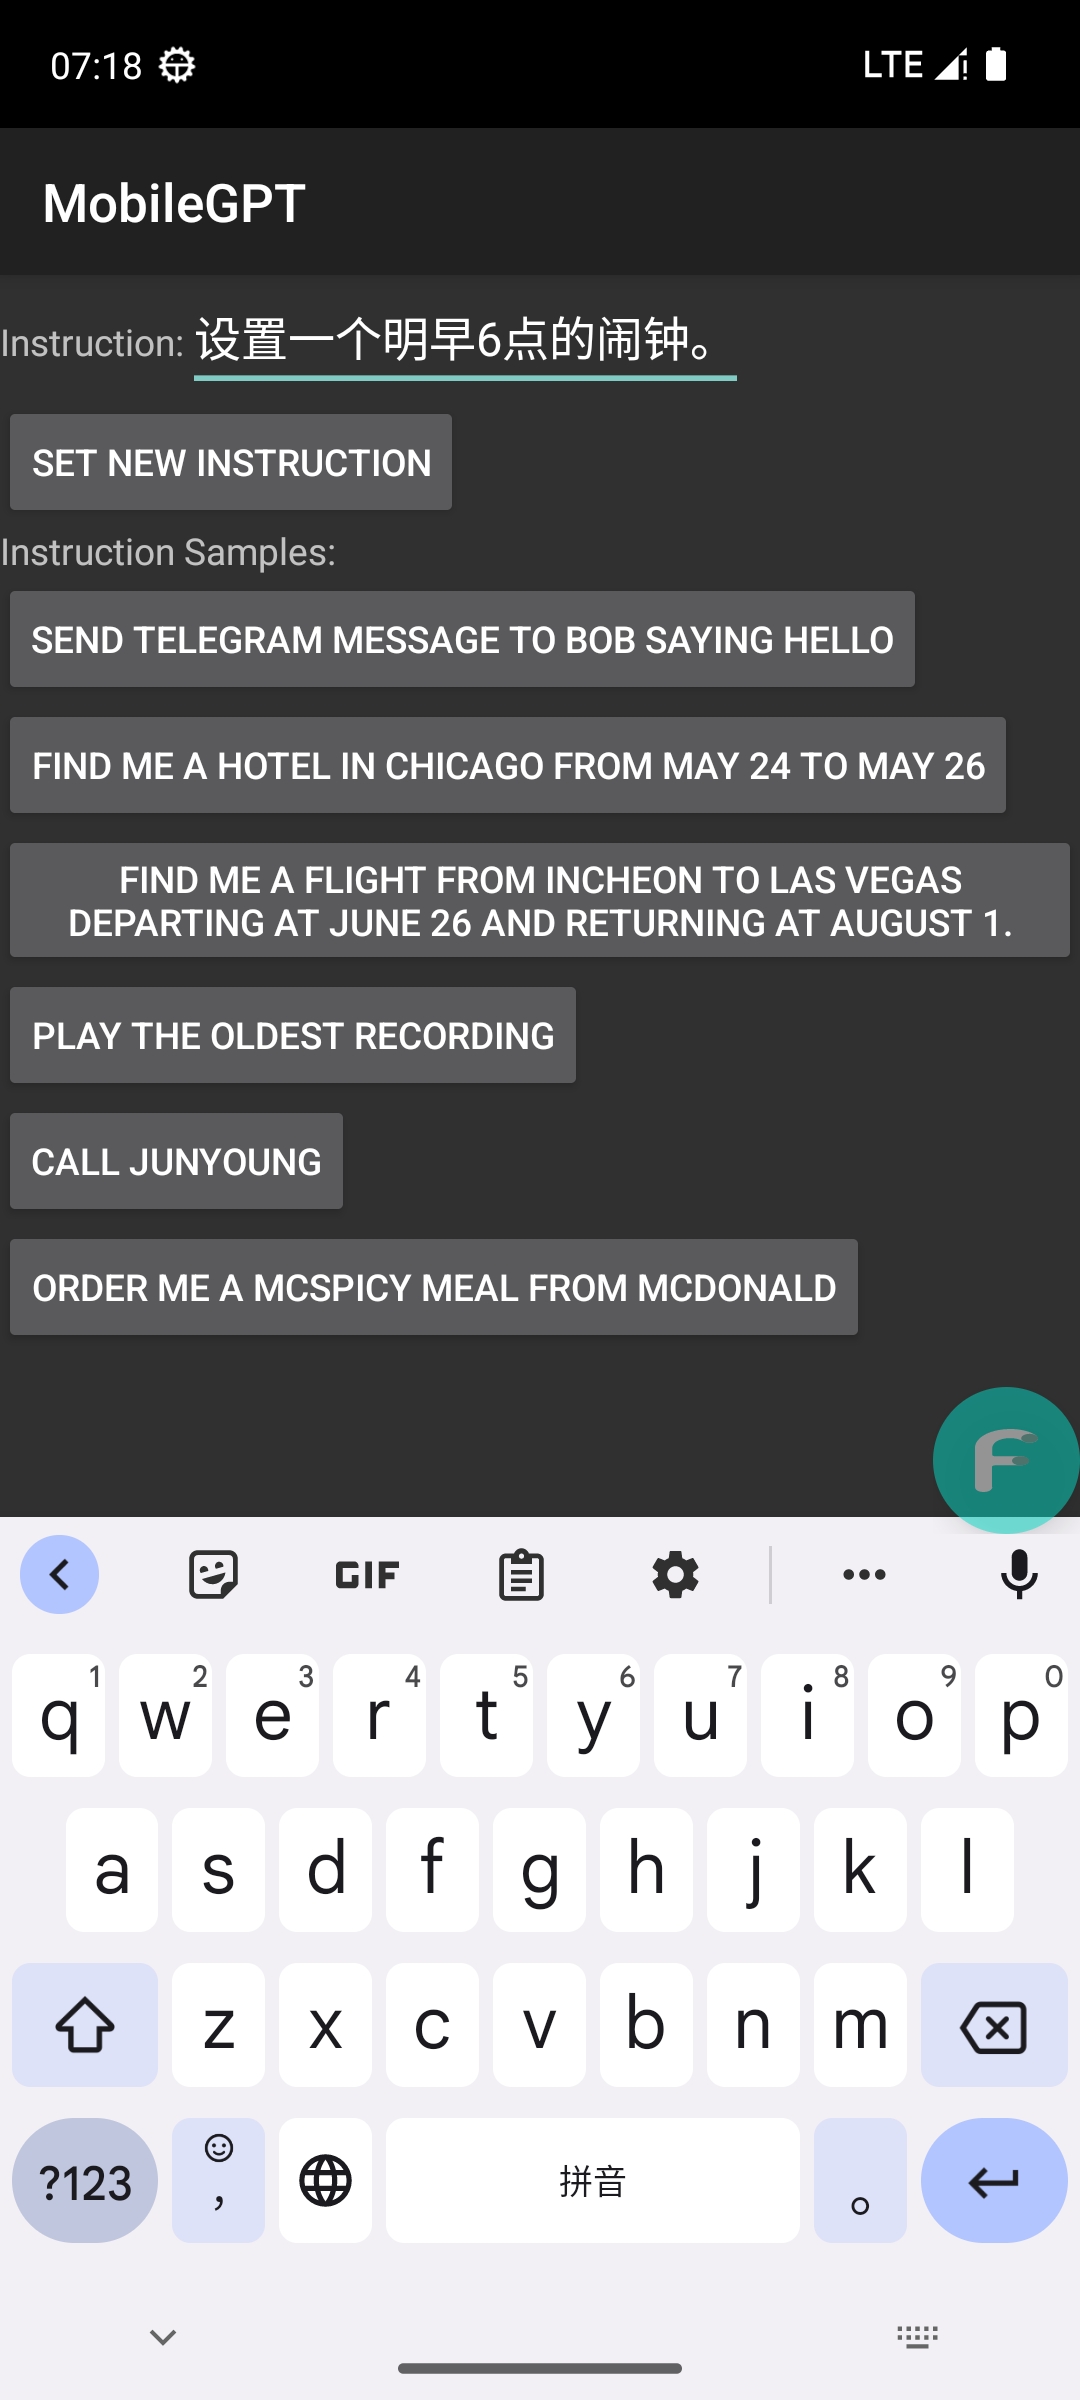 07:18 LTE
MobileGPT
Instruction: 设置一个明早6点的闹钟。
SET NEW INSTRUCTION
Instruction Samples:
SEND TELEGRAM MESSAGE TO BOB SAYING HELLO
FIND ME A HOTEL IN CHICAGO FROM MAY 24 TO MAY 26
FIND ME A FLIGHT FROM INCHEON TO LAS VEGAS
DEPARTING AT JUNE 26 AND RETURNING AT AUGUST 1.
PLAY THE OLDEST RECORDING
CALL JUNYOUNG
ORDER ME A MCSPICY MEAL FROM MCDONALD
F
GIF
q 1 w 2 e 3 r 4 t 5 y 6 u 7 i 8 o 9 p 0
a s d f g h j k l
z x c v b n m
?123 , 拼音 。